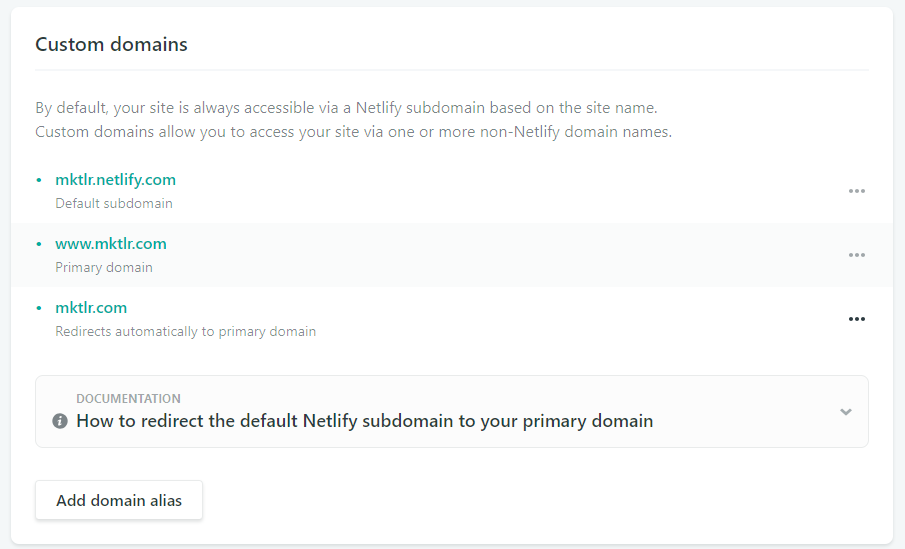 Custom domains
By default, your site is always accessible via a Netlify subdomain based on the site name.
Custom domains allow you to access your site via one or more non-Netlify domain names.
mktlr.netlify.com
Default subdomain
www.mktlr.com
Primary domain
mktlr.com
Redirects automatically to primary domain
DOCUMENTATION
How to redirect the default Netlify subdomain to your primary domain
Add domain alias